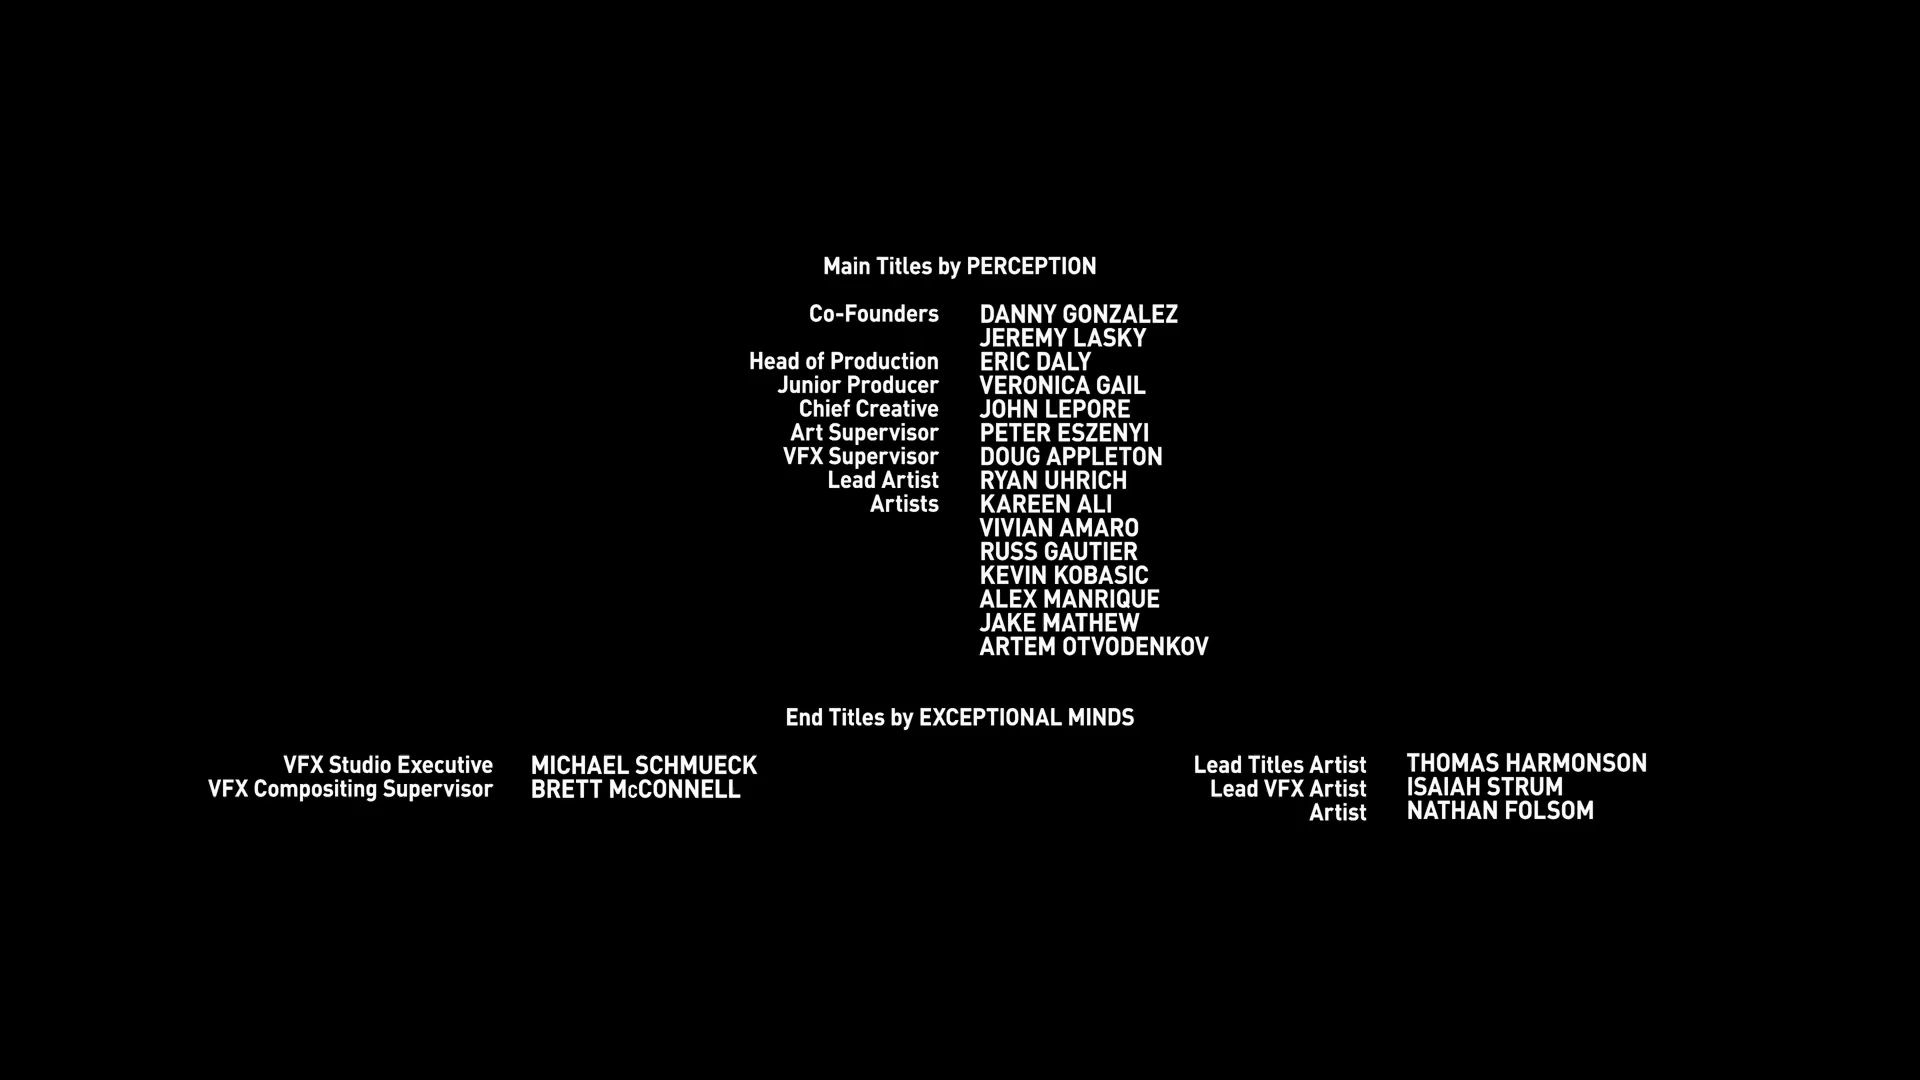 Main Titles by PERCEPTION
Co-Founders DANNY GONZALEZ
JEREMY LASKY
Head of Production ERIC DALY
Junior Producer VERONICA GAIL
Chief Creative JOHN LEPORE
Art Supervisor PETER ESZENYI
VFX Supervisor DOUG APPLETON
Lead Artist RYAN UHRICH
Artists KAREEN ALI
VIVIAN AMARO
RUSS GAUTIER
KEVIN KOBASIC
ALEX MANRIQUE
JAKE MATHEW
ARTEM OTVODENKOV
End Titles by EXCEPTIONAL MINDS
VFX Studio Executive MICHAEL SCHMUECK
VFX Compositing Supervisor BRETT McCONNELL
Lead Titles Artist THOMAS HARMONSON
Lead VFX Artist ISAIAH STRUM
Artist NATHAN FOLSOM